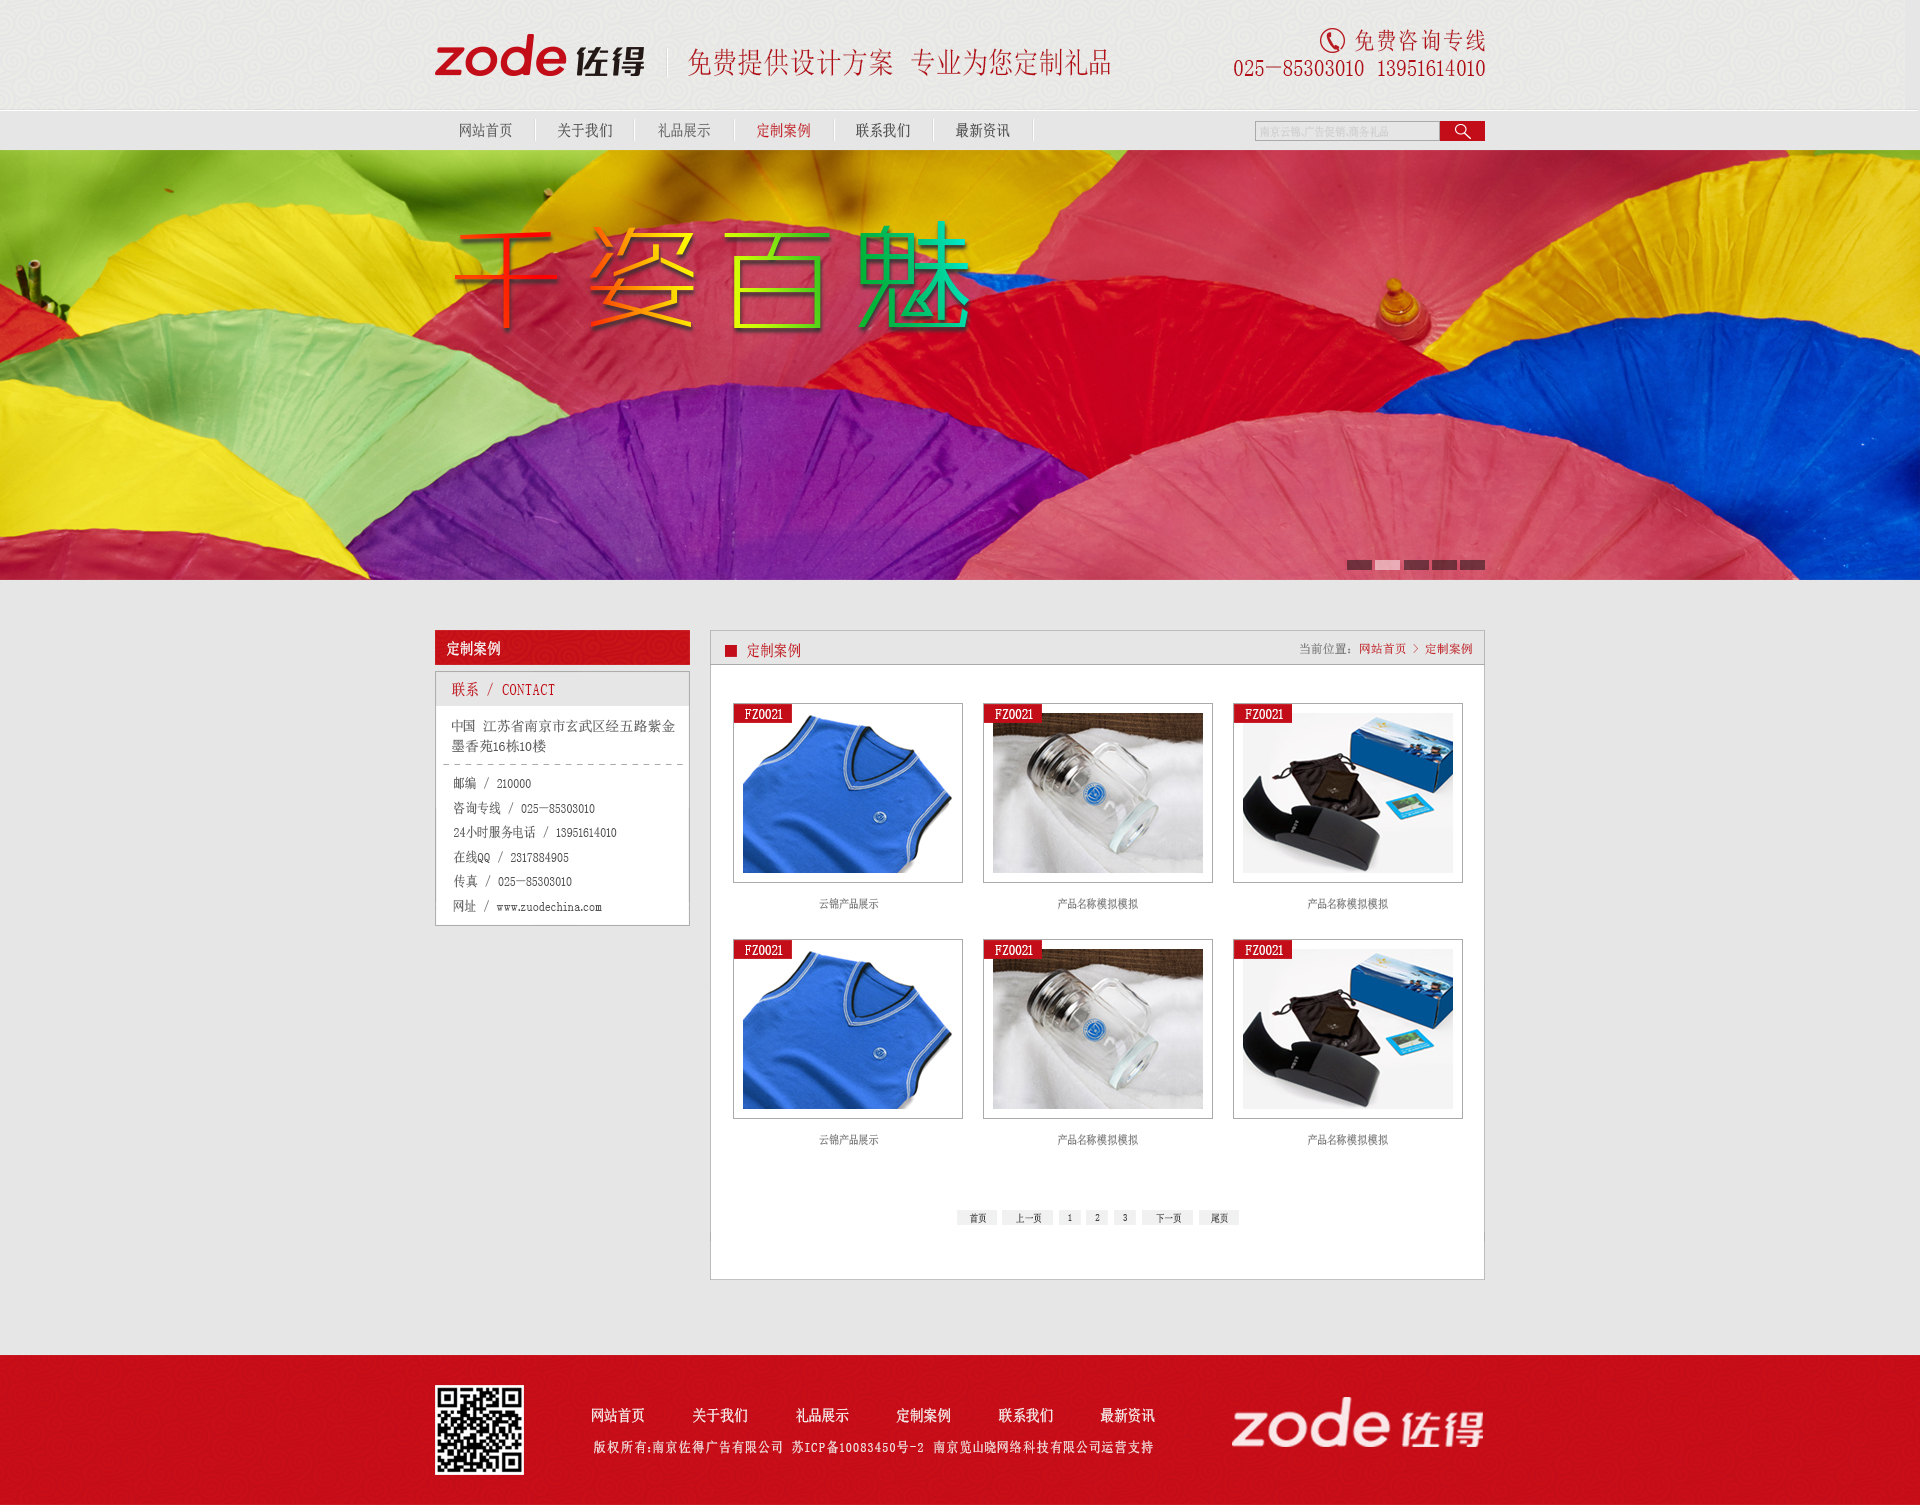 zode 佐得
免费提供设计方案 专业为您定制礼品
免费咨询专线
025-85303010 13951614010
网站首页 关于我们 礼品展示 定制案例 联系我们 最新资讯
南京云锦,广告促销,商务礼品
千姿百魅
定制案例
联系 / CONTACT
中国 江苏省南京市玄武区经五路紫金
墨香苑16栋10楼
邮编 / 210000
咨询专线 / 025-85303010
24小时服务电话 / 13951614010
在线QQ / 2317884905
传真 / 025-85303010
网址 / www.zuodechina.com
定制案例
当前位置：网站首页 > 定制案例
FZ0021 FZ0021 FZ0021
云锦产品展示 产品名称模拟模拟 产品名称模拟模拟
FZ0021 FZ0021 FZ0021
云锦产品展示 产品名称模拟模拟 产品名称模拟模拟
首页 上一页 1 2 3 下一页 尾页
网站首页 关于我们 礼品展示 定制案例 联系我们 最新资讯
版权所有:南京佐得广告有限公司 苏ICP备10083450号-2 南京览山晓网络科技有限公司运营支持
zode 佐得